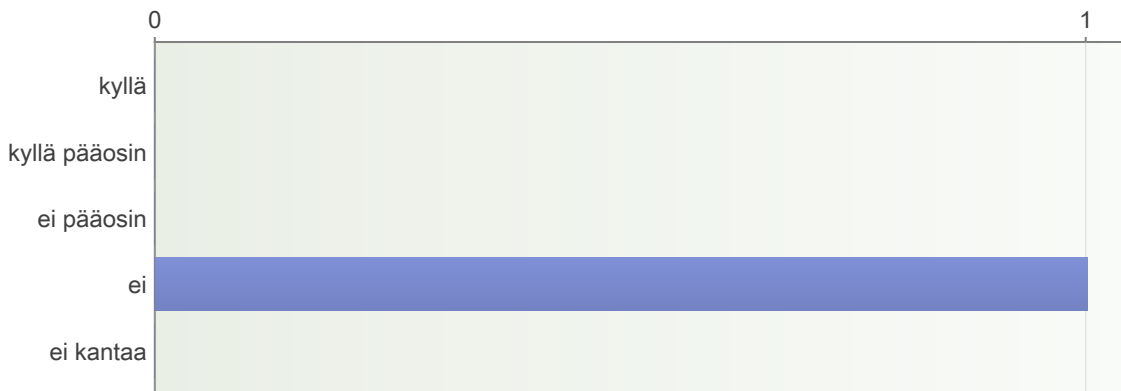 0 1
kyllä
kyllä pääosin
ei pääosin
ei
ei kantaa